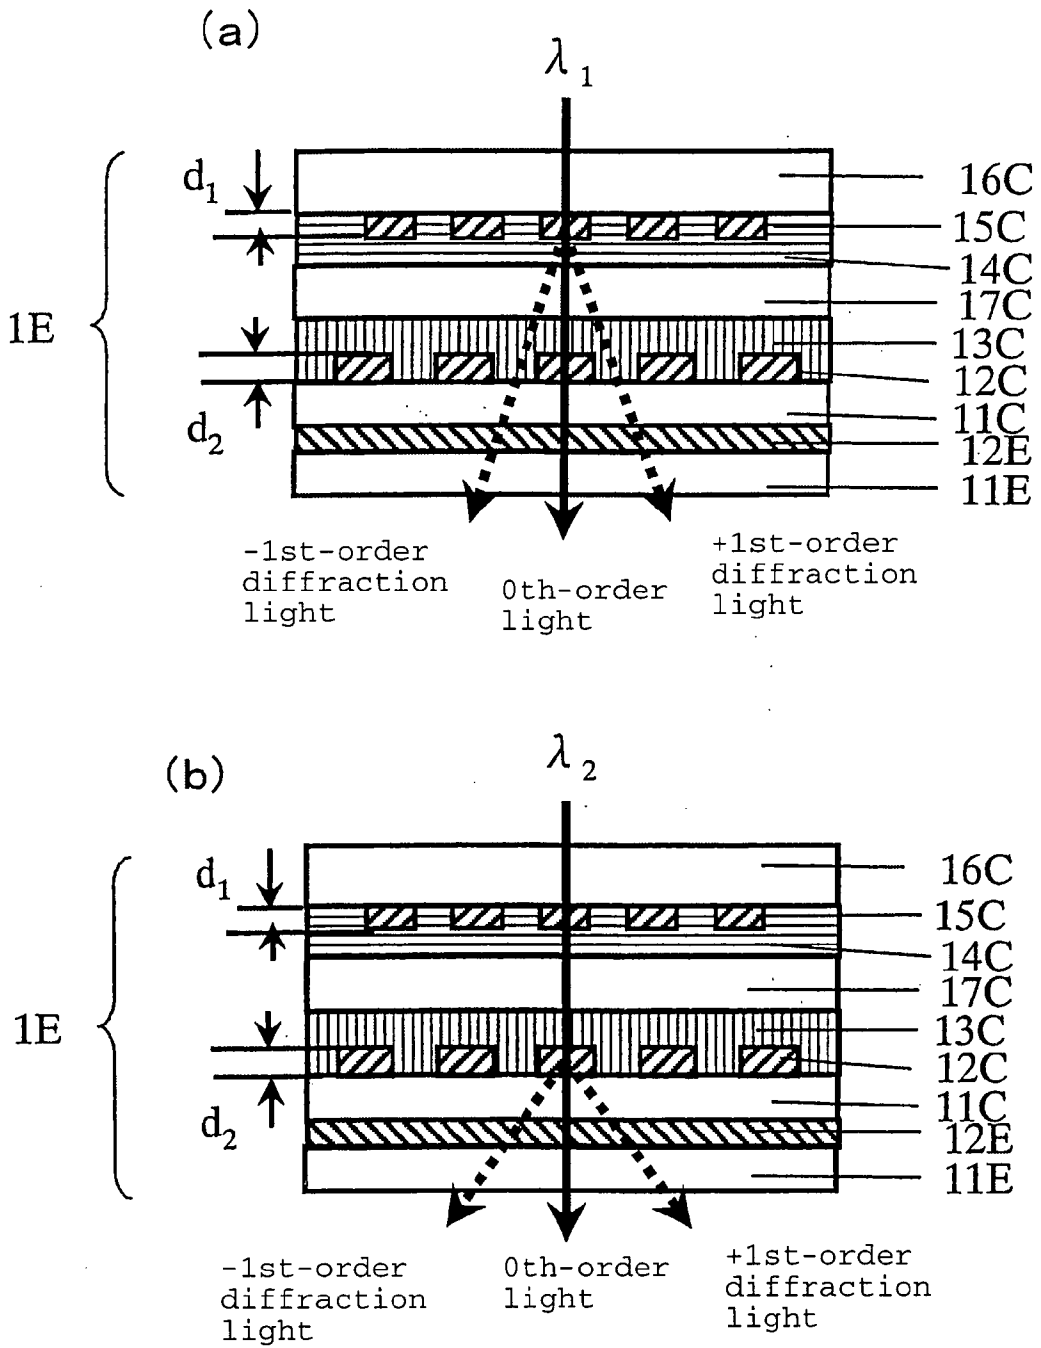 (a)
λ1
d1
16C
15C
14C
17C
1E
13C
12C
d2
11C
12E
11E
-1st-order
diffraction
light
0th-order
light
+1st-order
diffraction
light
(b)
λ2
d1
16C
15C
14C
17C
1E
13C
12C
d2
11C
12E
11E
-1st-order
diffraction
light
0th-order
light
+1st-order
diffraction
light